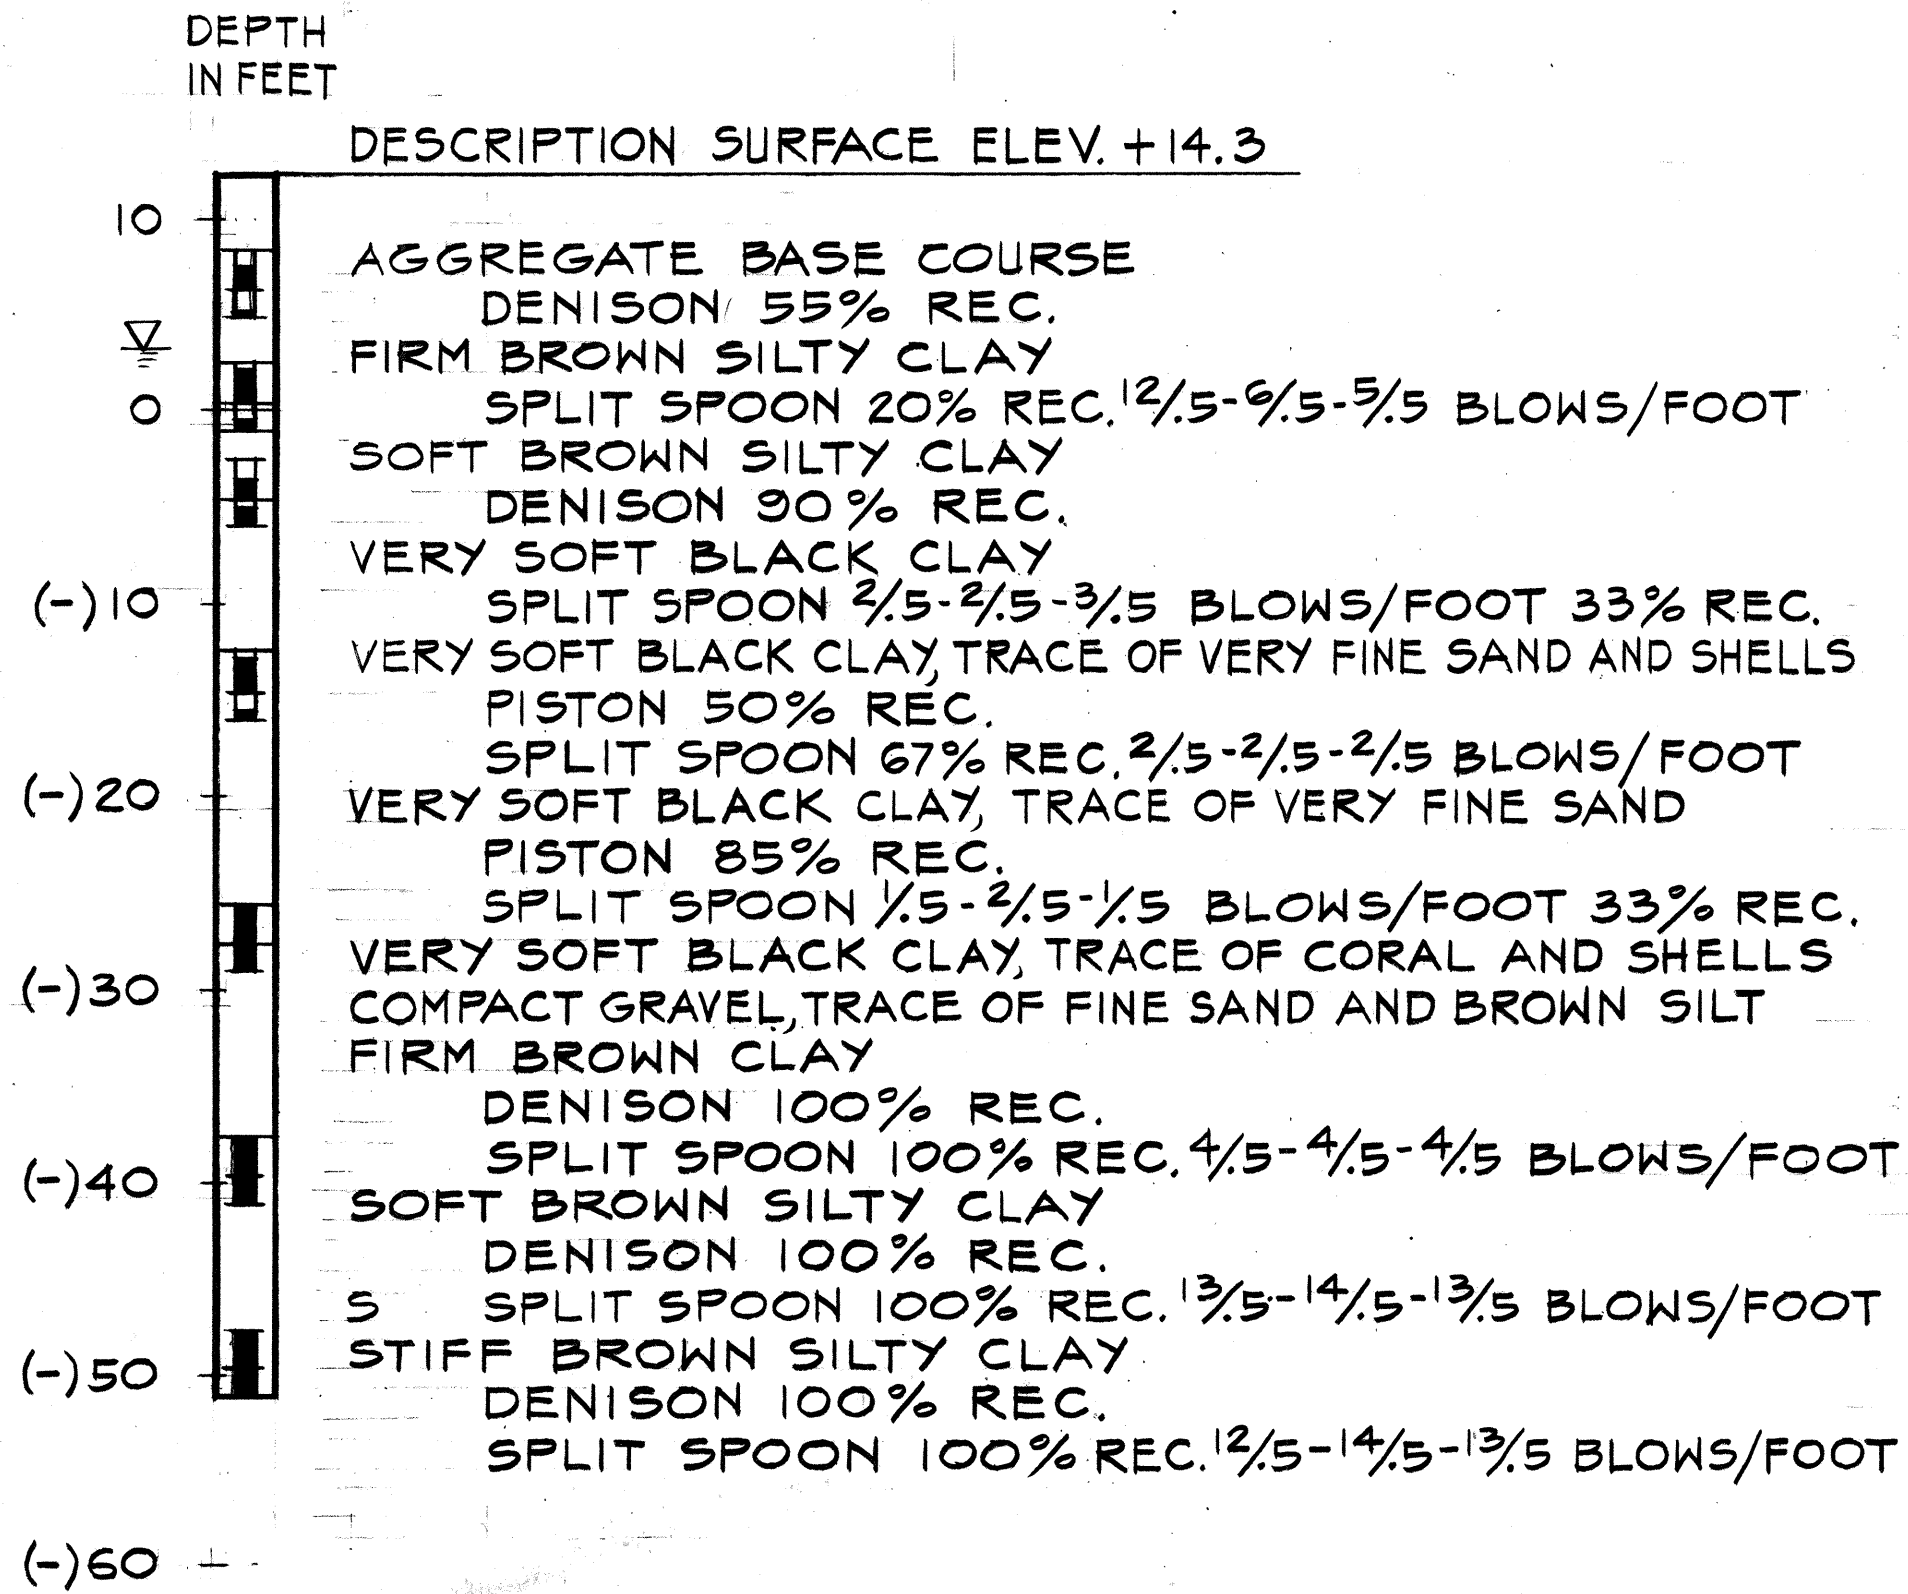 DEPTH
IN FEET
DESCRIPTION SURFACE ELEV. +14.3
10
AGGREGATE BASE COURSE
DENISON 55% REC.
FIRM BROWN SILTY CLAY
0 SPLIT SPOON 20% REC. 12/.5-6/.5-5/.5 BLOWS/FOOT
SOFT BROWN SILTY CLAY
DENISON 90% REC.
VERY SOFT BLACK CLAY
(-)10 SPLIT SPOON 2/.5-2/.5-3/.5 BLOWS/FOOT 33% REC.
VERY SOFT BLACK CLAY, TRACE OF VERY FINE SAND AND SHELLS
PISTON 50% REC.
SPLIT SPOON 67% REC. 2/.5-2/.5-2/.5 BLOWS/FOOT
(-)20 VERY SOFT BLACK CLAY, TRACE OF VERY FINE SAND
PISTON 85% REC.
SPLIT SPOON 1/.5-2/.5-1/.5 BLOWS/FOOT 33% REC.
VERY SOFT BLACK CLAY, TRACE OF CORAL AND SHELLS
(-)30 COMPACT GRAVEL, TRACE OF FINE SAND AND BROWN SILT
FIRM BROWN CLAY
DENISON 100% REC.
SPLIT SPOON 100% REC. 4/.5-4/.5-4/.5 BLOWS/FOOT
(-)40 SOFT BROWN SILTY CLAY
DENISON 100% REC.
S SPLIT SPOON 100% REC. 13/.5-14/.5-13/.5 BLOWS/FOOT
(-)50 STIFF BROWN SILTY CLAY
DENISON 100% REC.
SPLIT SPOON 100% REC. 12/.5-14/.5-13/.5 BLOWS/FOOT
(-)60